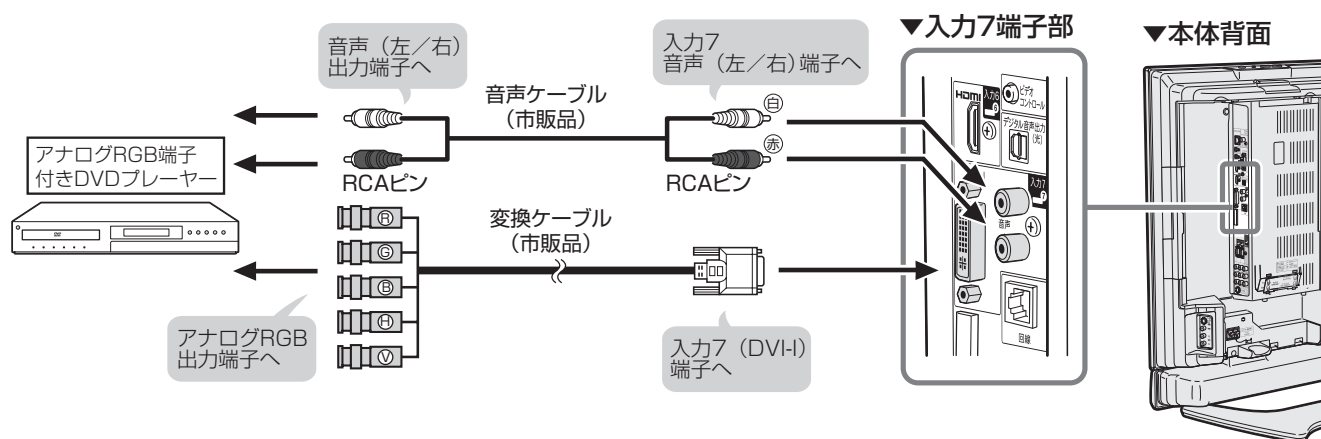 音声（左／右）
出力端子へ
入力7
音声（左／右）端子へ
▼入力7端子部
▼本体背面
音声ケーブル
（市販品）
白
赤
アナログRGB端子
付きDVDプレーヤー
RCAピン
RCAピン
変換ケーブル
（市販品）
R
G
B
H
V
アナログRGB
出力端子へ
入力7（DVI-I）
端子へ
HDMI
入力6
6
ビデオ
コントロール
デジタル音声出力
（光）
入力7
7
音声
回線
DVD